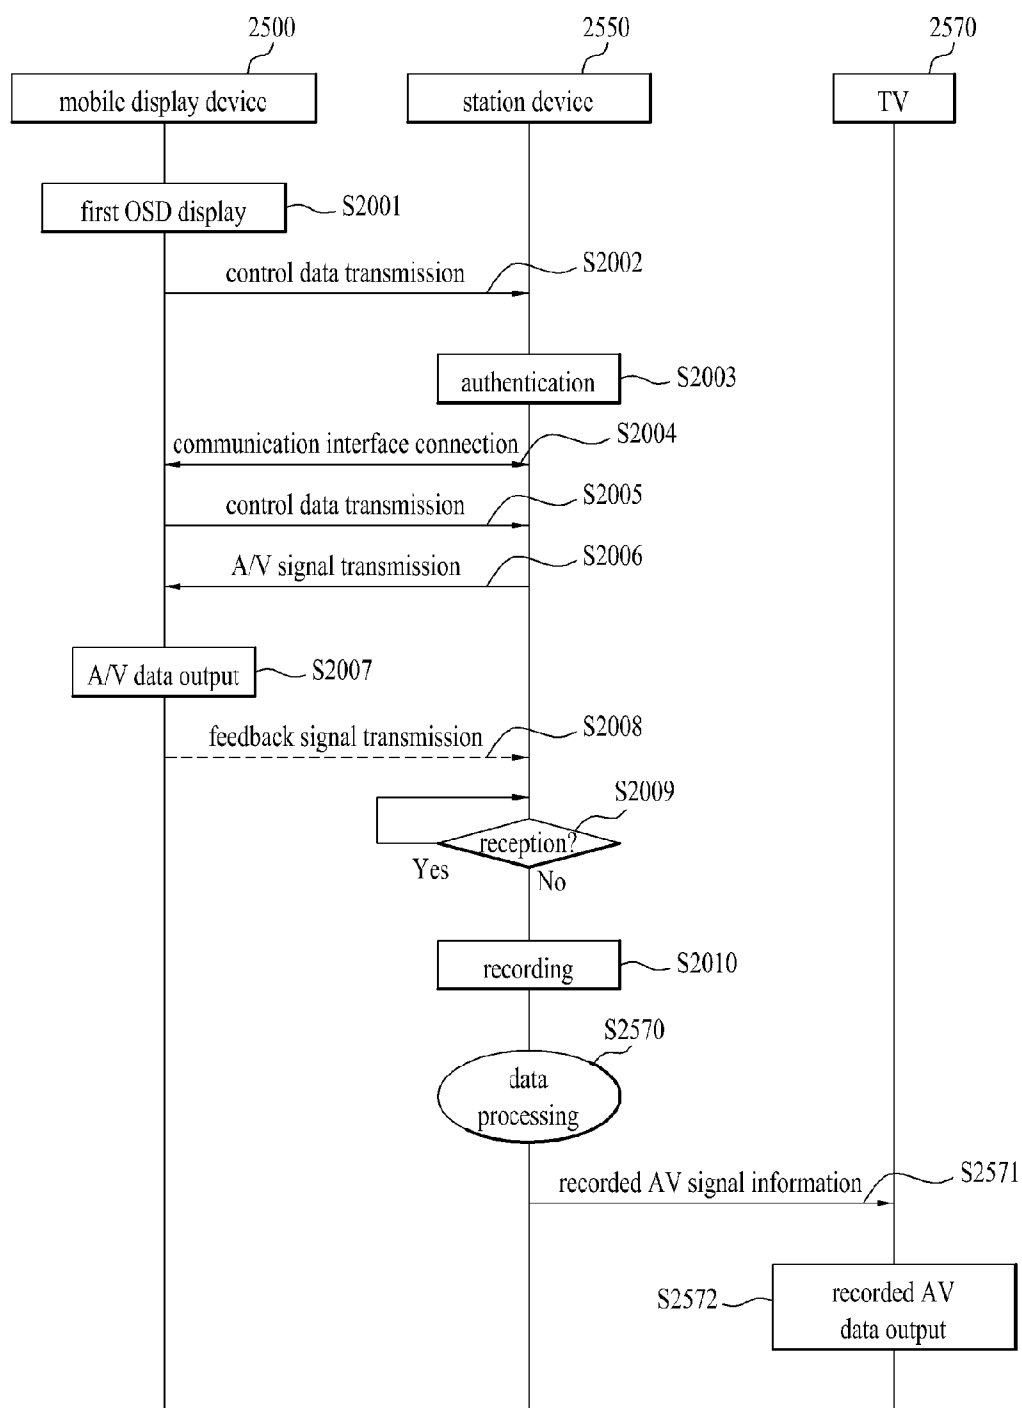 2500
2550
2570
mobile display device
station device
TV
first OSD display
S2001
control data transmission
S2002
authentication
S2003
communication interface connection
S2004
control data transmission
S2005
A/V signal transmission
S2006
A/V data output
S2007
feedback signal transmission
S2008
S2009
reception?
Yes
No
recording
S2010
S2570
data
processing
recorded AV signal information
S2571
S2572
recorded AV
data output